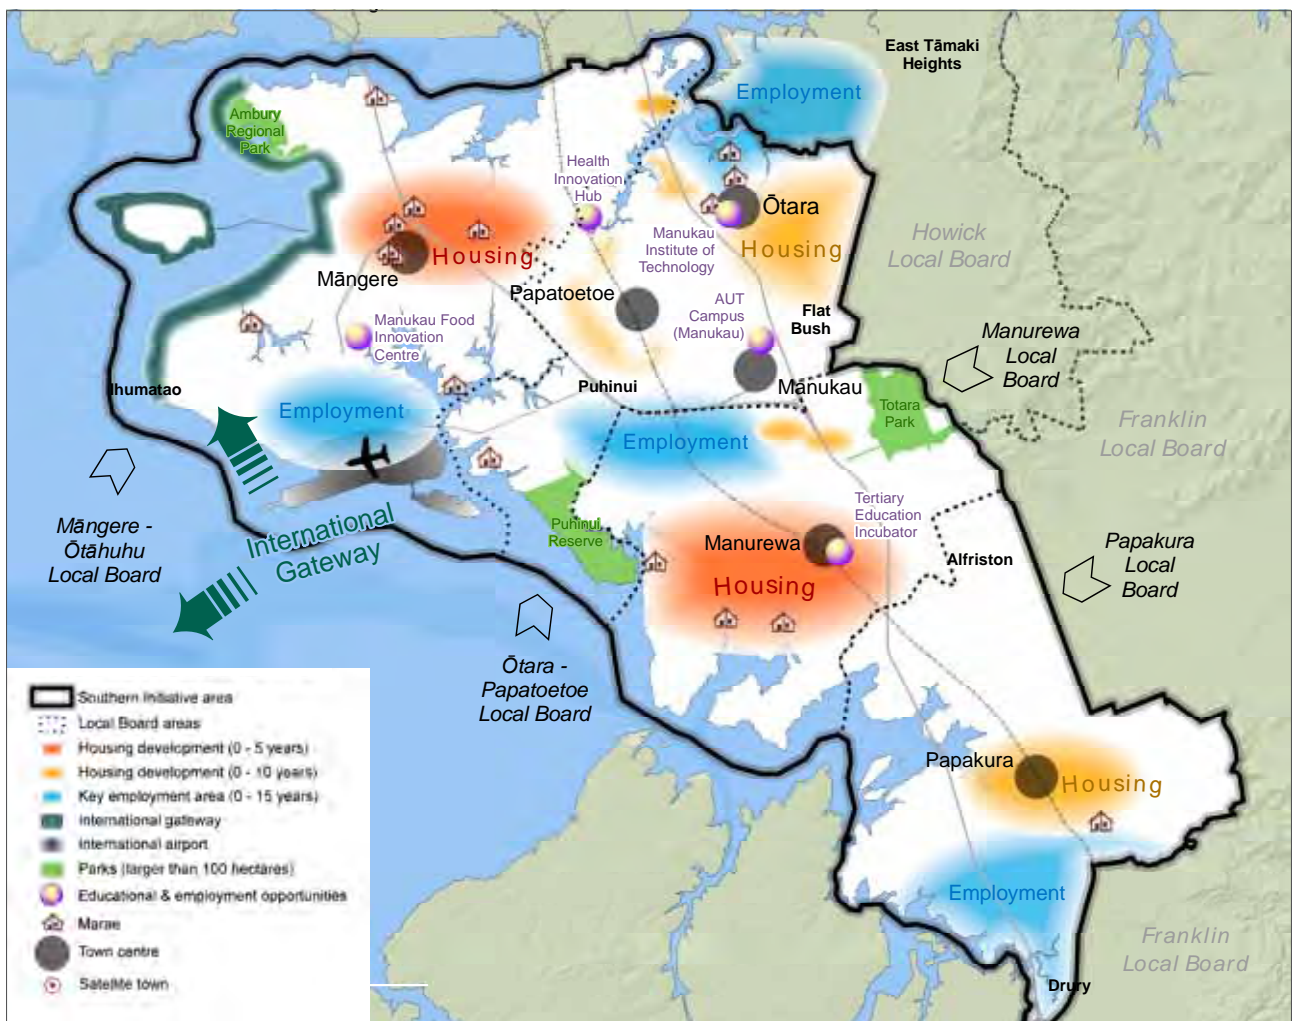 East Tāmaki
Heights
Employment
Ambury
Regional
Park
Health
Innovation
Hub
Ōtara
Housing
Manukau
Institute of
Technology
Howick
Local Board
Housing
Māngere
Papatoetoe
AUT
Campus
(Manukau)
Flat
Bush
Manukau Food
Innovation
Centre
Manurewa
Local
Board
Ihumatao
Puhinui
Manukau
Totara
Park
Employment
Employment
Franklin
Local Board
Māngere -
Ōtāhuhu
Local Board
International
Gateway
Puhinui
Reserve
Tertiary
Education
Incubator
Manurewa
Housing
Alfriston
Papakura
Local
Board
Ōtara -
Papatoetoe
Local Board
Papakura
Housing
Employment
Franklin
Local Board
Drury
Southern Initiative area
Local Board areas
Housing development (0 - 5 years)
Housing development (0 - 10 years)
Key employment area (0 - 15 years)
International gateway
International airport
Parks (larger than 100 hectares)
Educational & employment opportunities
Marae
Town centre
Satellite town